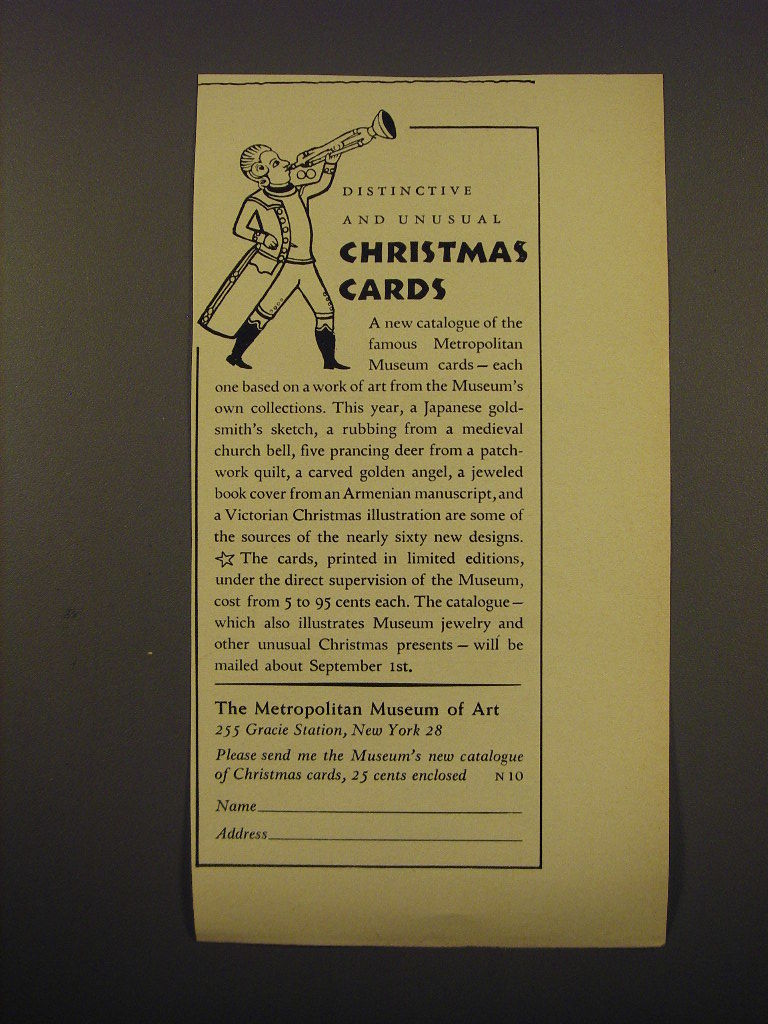 DISTINCTIVE
AND UNUSUAL
CHRISTMAS
CARDS
A new catalogue of the
famous Metropolitan
Museum cards — each
one based on a work of art from the Museum's
own collections. This year, a Japanese gold-
smith's sketch, a rubbing from a medieval
church bell, five prancing deer from a patch-
work quilt, a carved golden angel, a jeweled
book cover from an Armenian manuscript, and
a Victorian Christmas illustration are some of
the sources of the nearly sixty new designs.
☆ The cards, printed in limited editions,
under the direct supervision of the Museum,
cost from 5 to 95 cents each. The catalogue —
which also illustrates Museum jewelry and
other unusual Christmas presents — will be
mailed about September 1st.
The Metropolitan Museum of Art
255 Gracie Station, New York 28
Please send me the Museum's new catalogue
of Christmas cards, 25 cents enclosed N 10
Name
Address